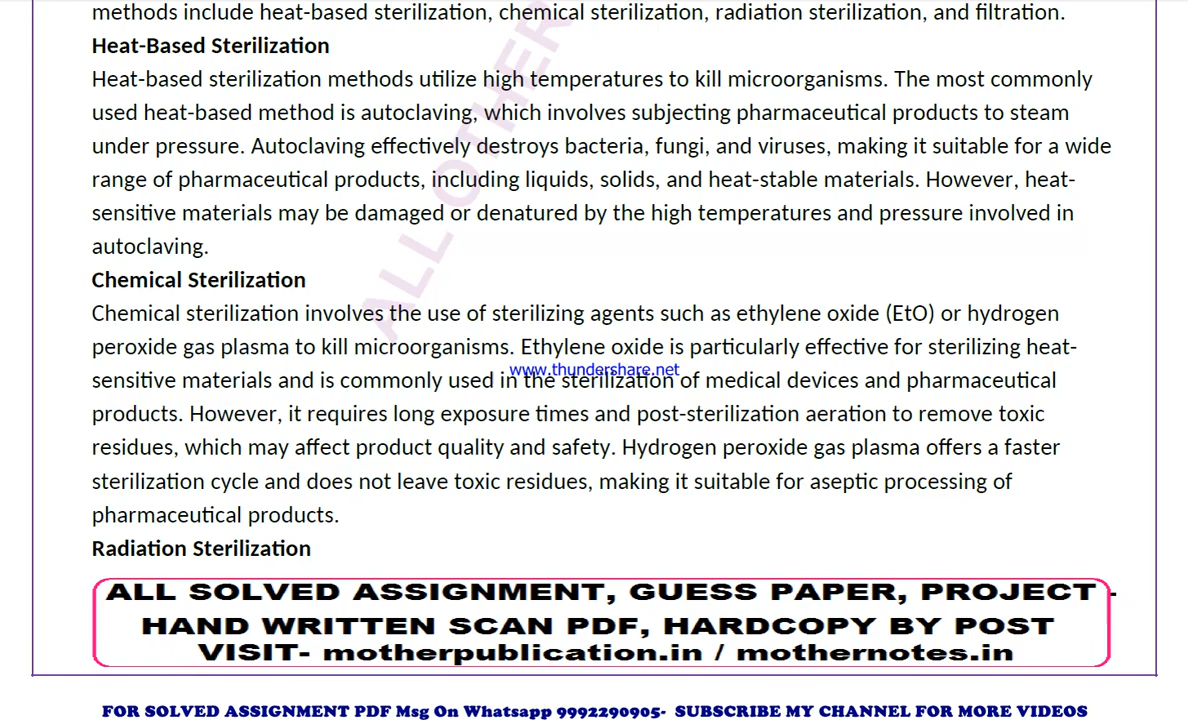 methods include heat-based sterilization, chemical sterilization, radiation sterilization, and filtration.
Heat-Based Sterilization
Heat-based sterilization methods utilize high temperatures to kill microorganisms. The most commonly
used heat-based method is autoclaving, which involves subjecting pharmaceutical products to steam
under pressure. Autoclaving effectively destroys bacteria, fungi, and viruses, making it suitable for a wide
range of pharmaceutical products, including liquids, solids, and heat-stable materials. However, heat-
sensitive materials may be damaged or denatured by the high temperatures and pressure involved in
autoclaving.
ALL OTHER
Chemical Sterilization
Chemical sterilization involves the use of sterilizing agents such as ethylene oxide (EtO) or hydrogen
peroxide gas plasma to kill microorganisms. Ethylene oxide is particularly effective for sterilizing heat-
www.thundershare.net
sensitive materials and is commonly used in the sterilization of medical devices and pharmaceutical
products. However, it requires long exposure times and post-sterilization aeration to remove toxic
residues, which may affect product quality and safety. Hydrogen peroxide gas plasma offers a faster
sterilization cycle and does not leave toxic residues, making it suitable for aseptic processing of
pharmaceutical products.
Radiation Sterilization
ALL SOLVED ASSIGNMENT, GUESS PAPER, PROJECT -
HAND WRITTEN SCAN PDF, HARDCOPY BY POST
VISIT- motherpublication.in / mothernotes.in
FOR SOLVED ASSIGNMENT PDF Msg On Whatsapp 9992290905- SUBSCRIBE MY CHANNEL FOR MORE VIDEOS